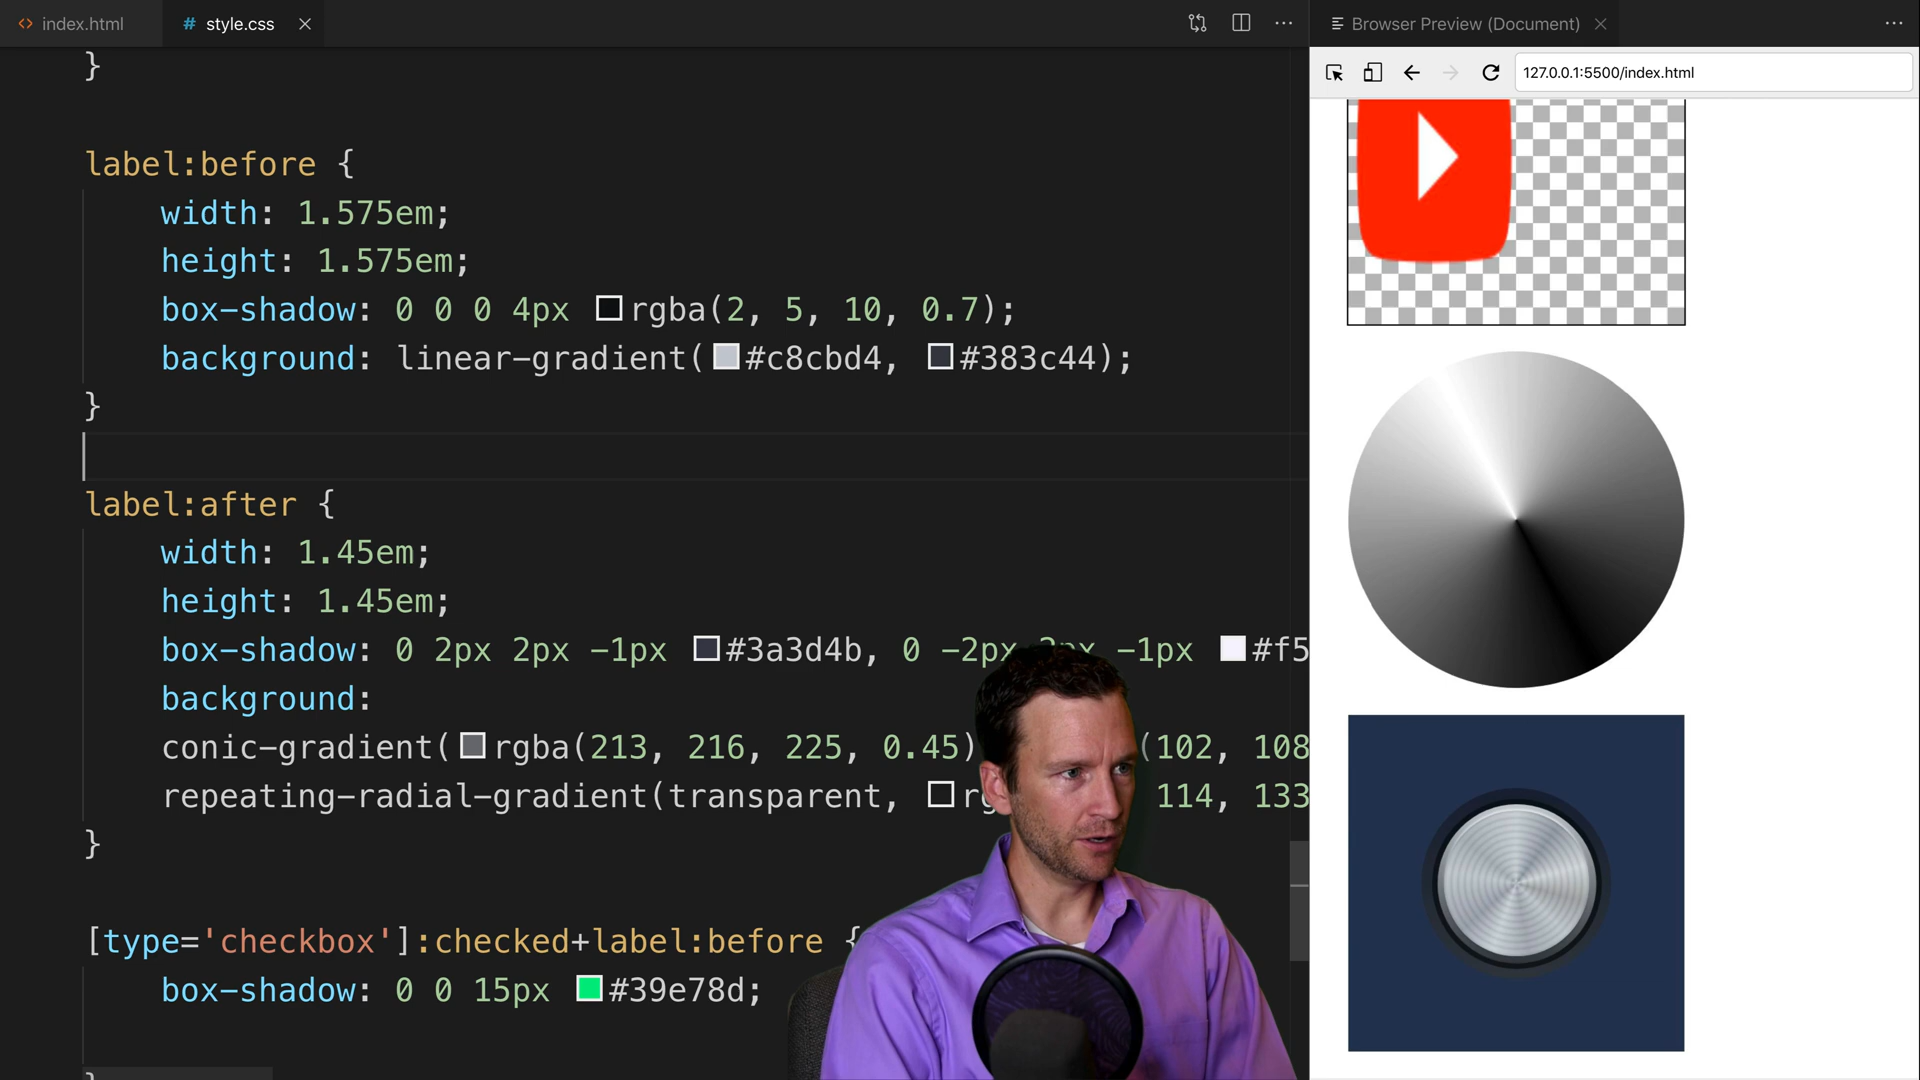 index.html
# style.css
Browser Preview (Document)
127.0.0.1:5500/index.html
}
label:before {
width: 1.575em;
height: 1.575em;
box-shadow: 0 0 0 4px rgba(2, 5, 10, 0.7);
background: linear-gradient(#c8cbd4, #383c44);
}
label:after {
width: 1.45em;
height: 1.45em;
box-shadow: 0 2px 2px -1px #3a3d4b, 0 -2px 2px -1px #f5
background:
conic-gradient(rgba(213, 216, 225, 0.45) (102, 108
repeating-radial-gradient(transparent, 114, 133
}
[type='checkbox']:checked+label:before {
box-shadow: 0 0 15px #39e78d;
}